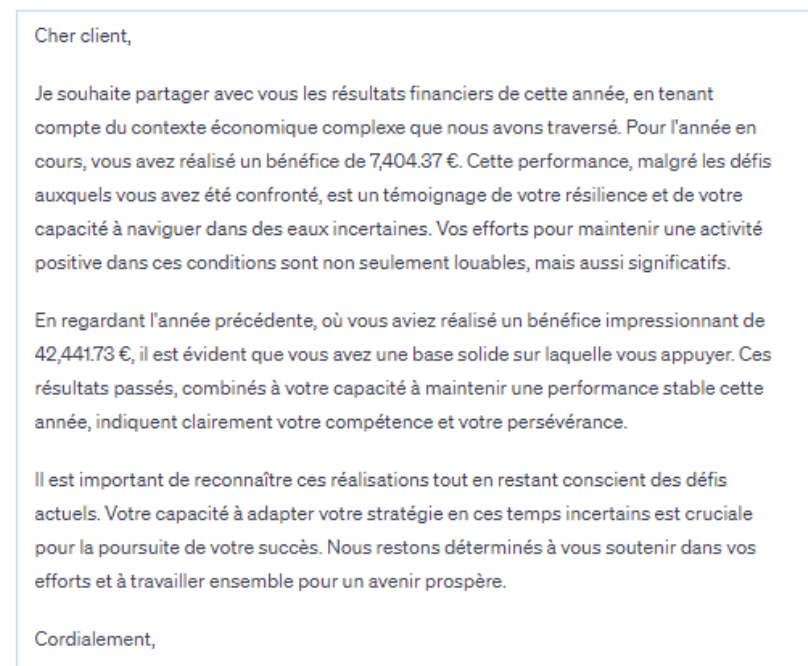 Cher client,
Je souhaite partager avec vous les résultats financiers de cette année, en tenant
compte du contexte économique complexe que nous avons traversé. Pour l'année en
cours, vous avez réalisé un bénéfice de 7,404.37 €. Cette performance, malgré les défis
auxquels vous avez été confronté, est un témoignage de votre résilience et de votre
capacité à naviguer dans des eaux incertaines. Vos efforts pour maintenir une activité
positive dans ces conditions sont non seulement louables, mais aussi significatifs.
En regardant l'année précédente, où vous aviez réalisé un bénéfice impressionnant de
42,441.73 €, il est évident que vous avez une base solide sur laquelle vous appuyer. Ces
résultats passés, combinés à votre capacité à maintenir une performance stable cette
année, indiquent clairement votre compétence et votre persévérance.
Il est important de reconnaître ces réalisations tout en restant conscient des défis
actuels. Votre capacité à adapter votre stratégie en ces temps incertains est cruciale
pour la poursuite de votre succès. Nous restons déterminés à vous soutenir dans vos
efforts et à travailler ensemble pour un avenir prospère.
Cordialement,